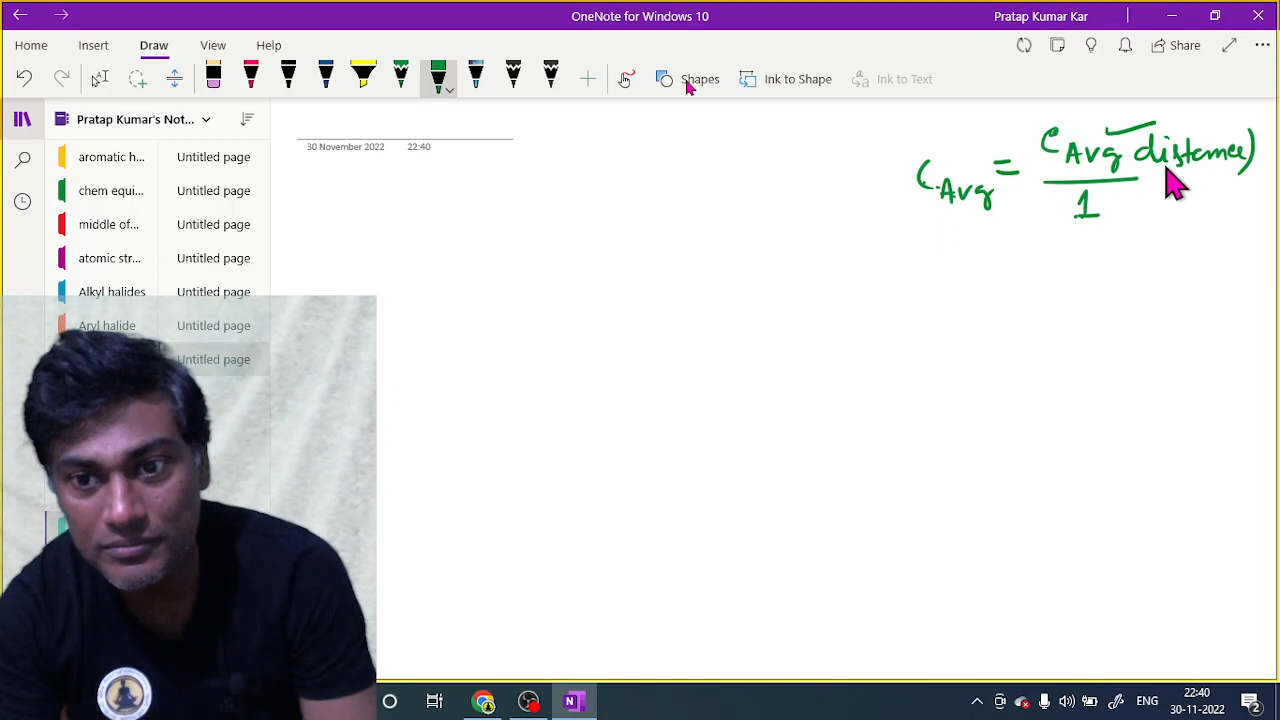 OneNote for Windows 10
Pratap Kumar Kar
Home Insert Draw View Help
Share
Shapes
Ink to Shape
Ink to Text
Pratap Kumar's Not...
aromatic h... Untitled page
chem equi... Untitled page
middle of... Untitled page
atomic str... Untitled page
Alkyl halides Untitled page
Aryl halide Untitled page
Untitled page
30 November 2022 22:40
C Avg = C Avg distance)
1
ENG
22:40
30-11-2022
2